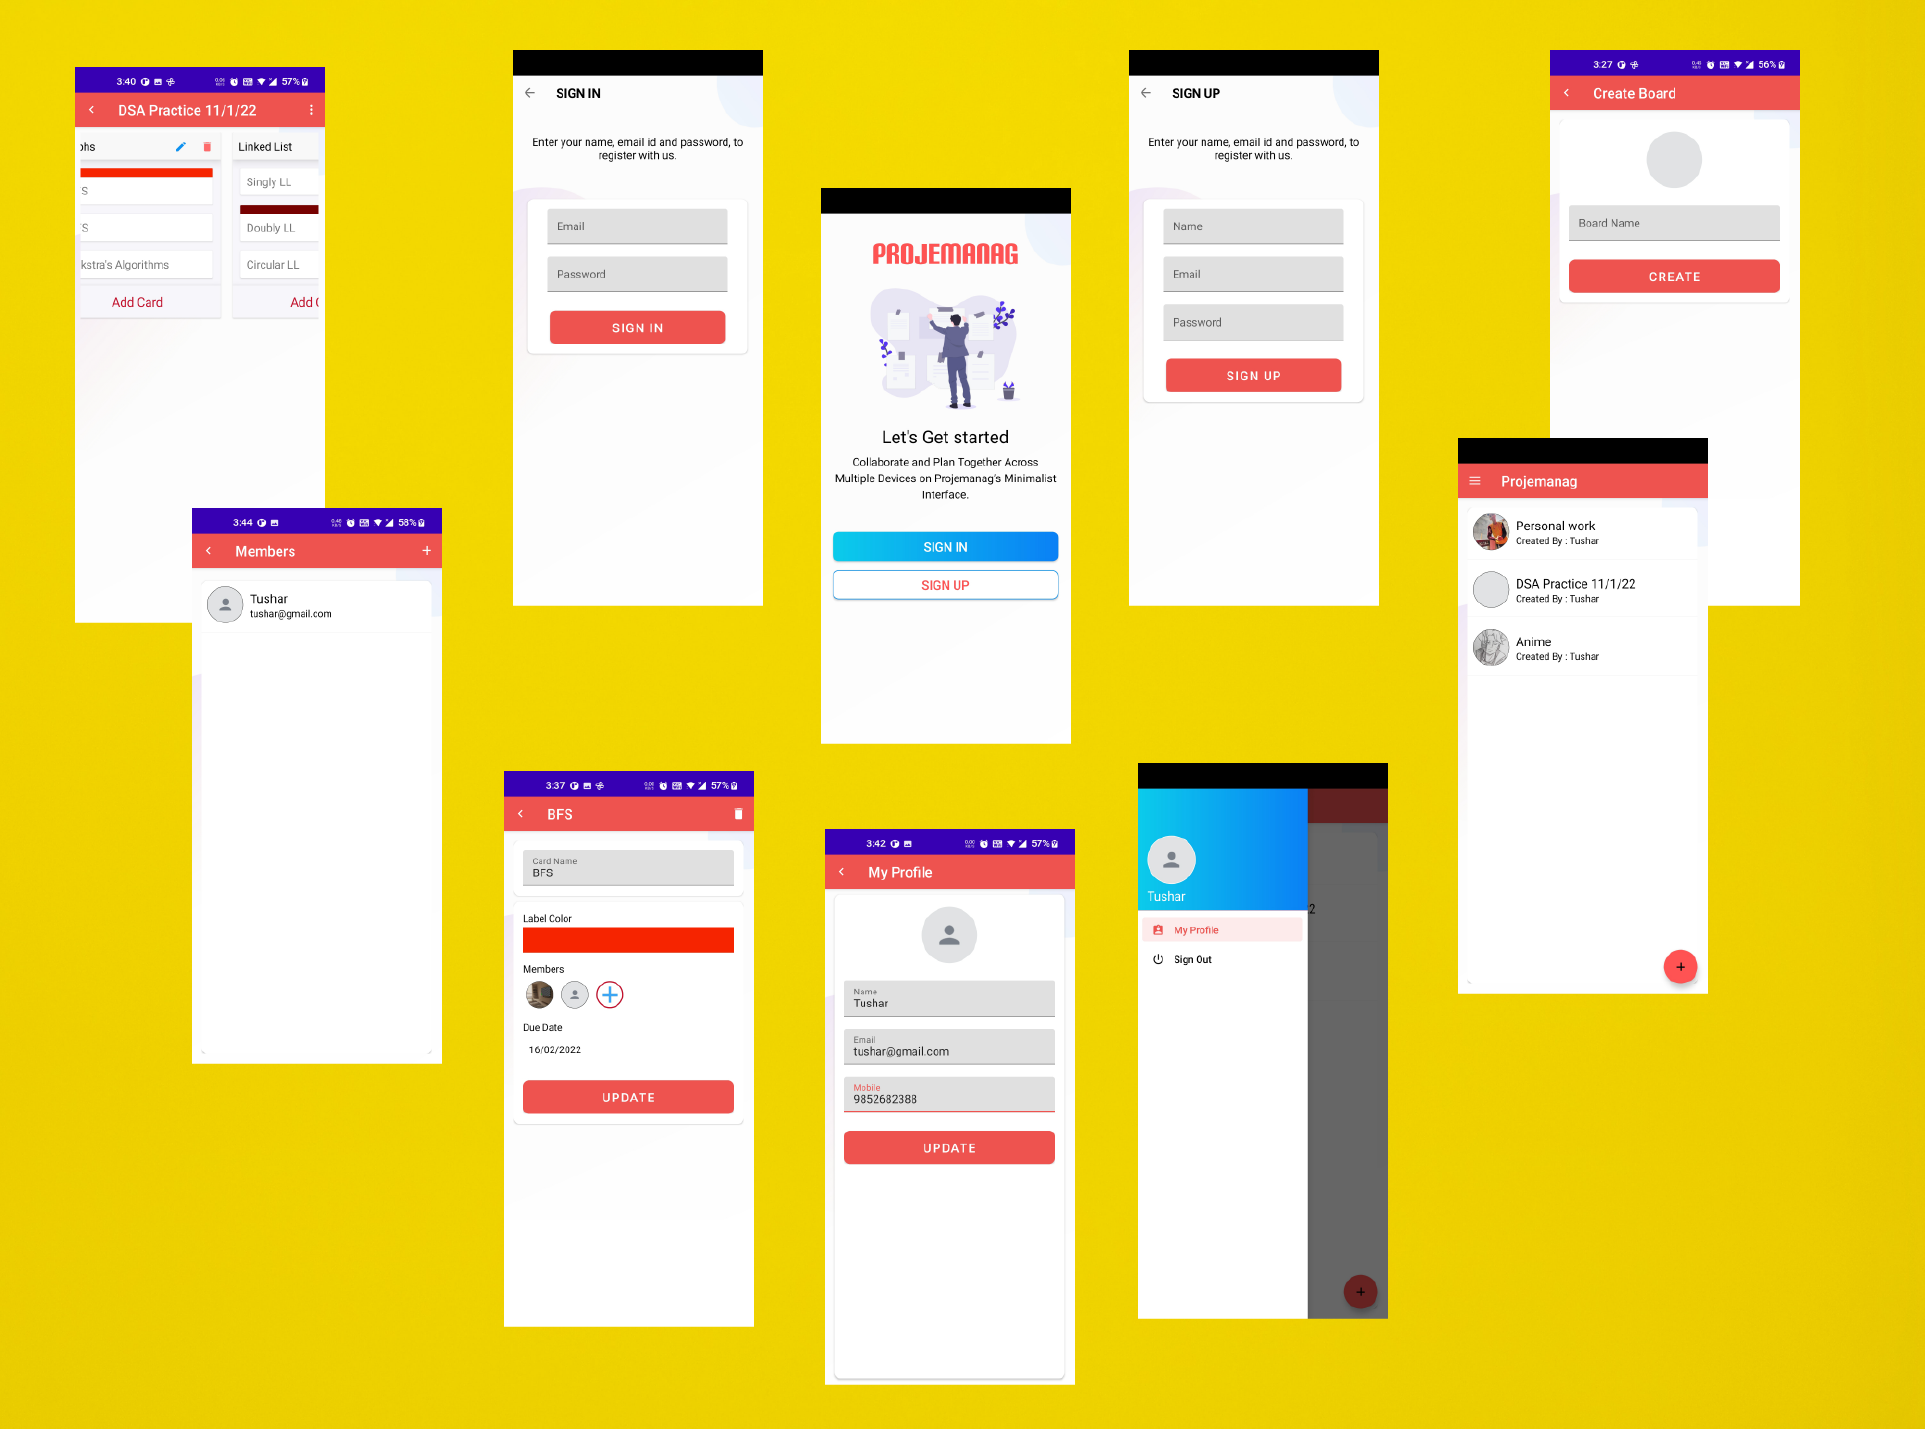 3:40
57%
DSA Practice 11/1/22
phs
Linked List
S
Singly LL
S
Doubly LL
kstra's Algorithms
Circular LL
Add Card
Add
SIGN IN
Enter your name, email id and password, to
register with us.
Email
Password
SIGN IN
PROJEMANAG
Let's Get started
Collaborate and Plan Together Across
Multiple Devices on Projemanag's Minimalist
Interface.
SIGN IN
SIGN UP
SIGN UP
Enter your name, email id and password, to
register with us.
Name
Email
Password
SIGN UP
3:27
56%
Create Board
Board Name
CREATE
3:44
58%
Members
+
Tushar
tushar@gmail.com
Projemanag
Personal work
Created By : Tushar
DSA Practice 11/1/22
Created By : Tushar
Anime
Created By : Tushar
+
3:37
57%
BFS
Card Name
BFS
Label Color
Members
Due Date
16/02/2022
UPDATE
3:42
57%
My Profile
Name
Tushar
Email
tushar@gmail.com
Mobile
9852682388
UPDATE
Tushar
2
My Profile
Sign Out
+